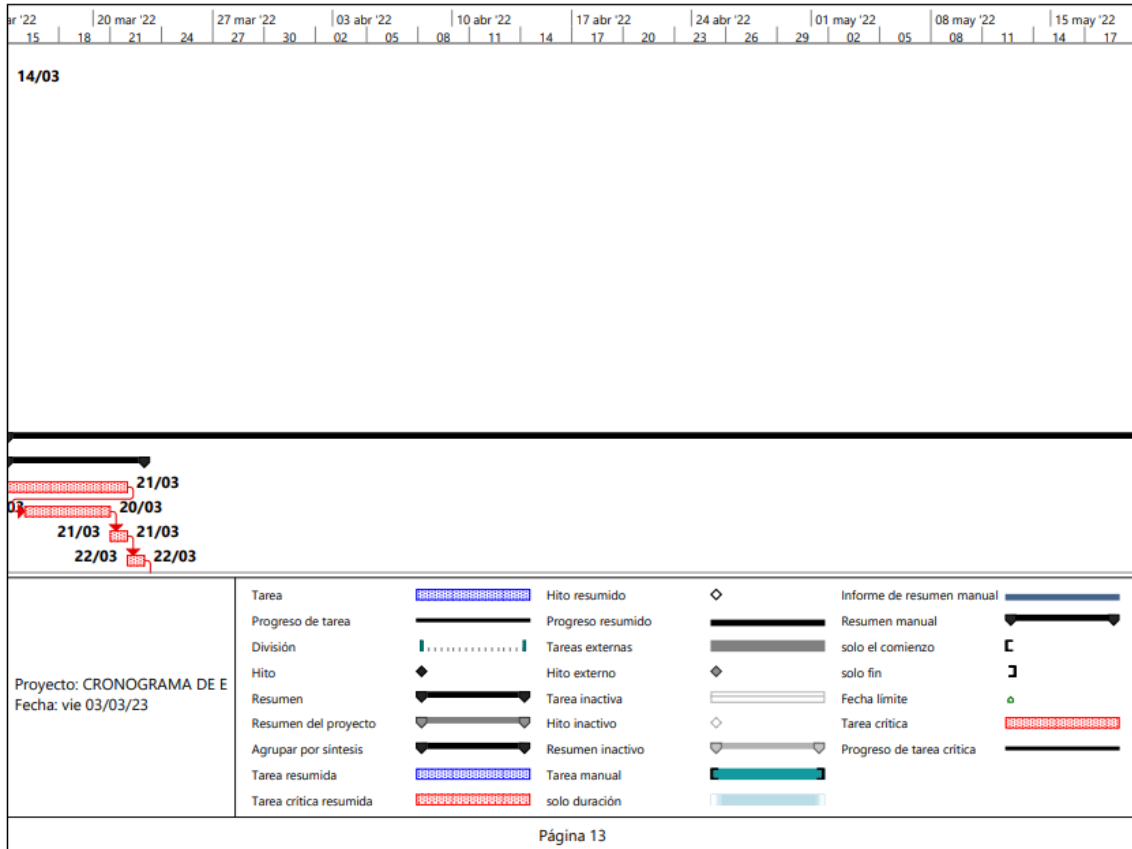 ar '22 20 mar '22 27 mar '22 03 abr '22 10 abr '22 17 abr '22 24 abr '22 01 may '22 08 may '22 15 may '22
15 18 21 24 27 30 02 05 08 11 14 17 20 23 26 29 02 05 08 11 14 17
14/03
21/03
03 20/03
21/03 21/03
22/03 22/03
Proyecto: CRONOGRAMA DE E
Fecha: vie 03/03/23
Tarea
Progreso de tarea
División
Hito
Resumen
Resumen del proyecto
Agrupar por síntesis
Tarea resumida
Tarea crítica resumida
Hito resumido
Progreso resumido
Tareas externas
Hito externo
Tarea inactiva
Hito inactivo
Resumen inactivo
Tarea manual
solo duración
Informe de resumen manual
Resumen manual
solo el comienzo
solo fin
Fecha límite
Tarea crítica
Progreso de tarea crítica
Página 13